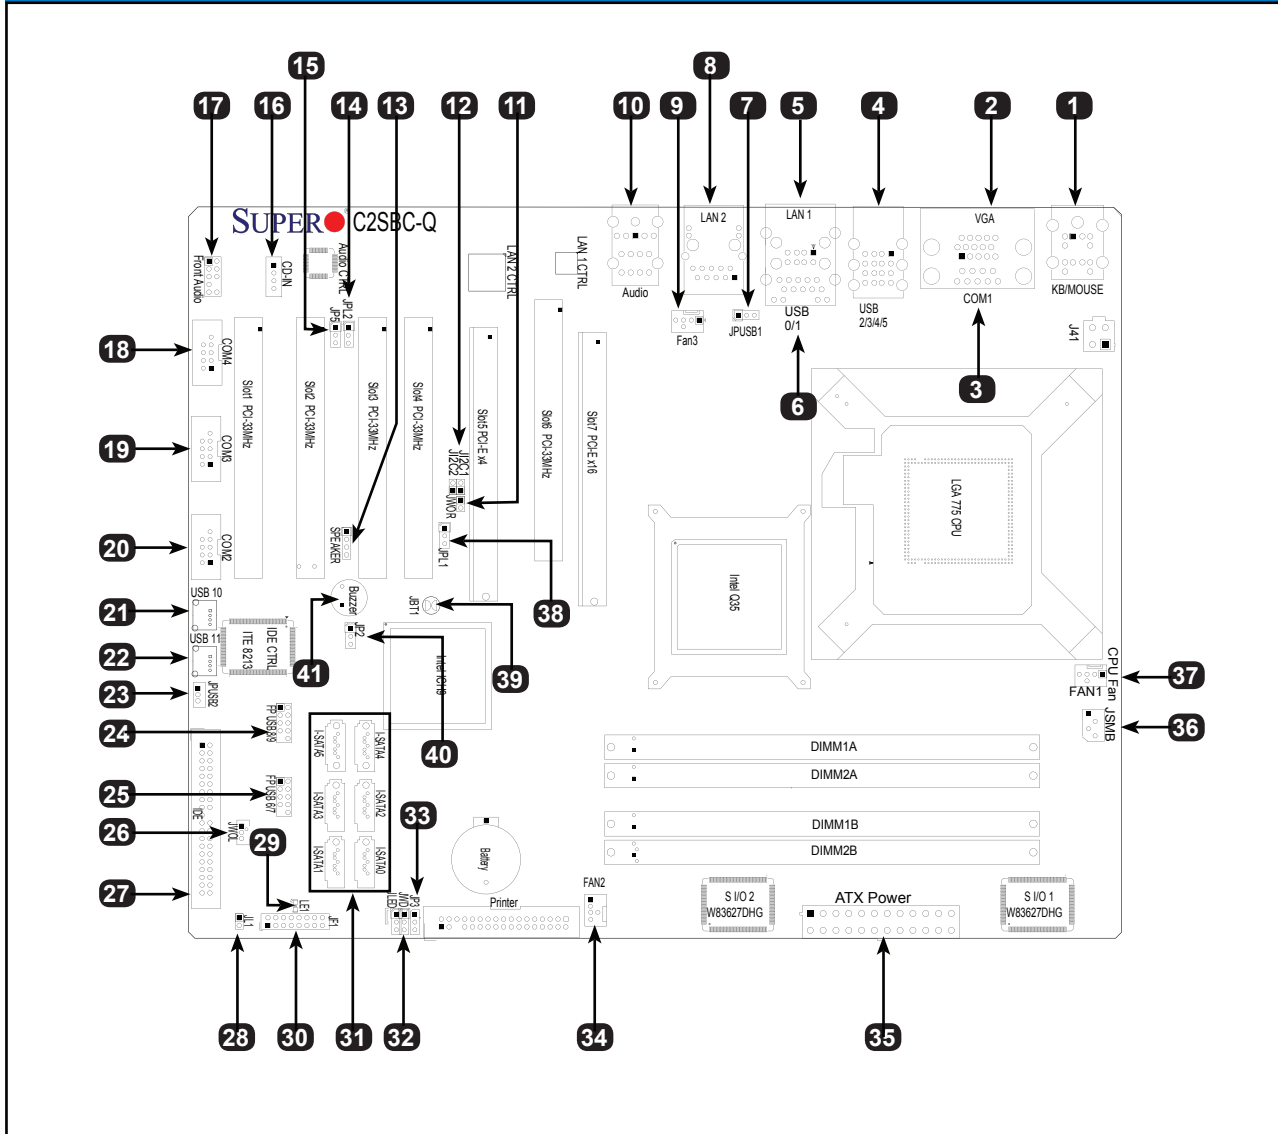 15
8
17
16
14
13
12
11
10
9
7
5
4
2
1
SUPER C2SBC-Q
LAN 2
LAN 1
VGA
Front Audio
CD-IN
Audio CTRL
LAN 2 CTRL
LAN 1CTRL
Audio
KB/MOUSE
COM1
USB
0/1
USB
2/3/4/5
JP5
JPL2
Fan3
JPUSB1
J41
18
COM4
3
6
Slot1 PCI-33MHz
Slot2 PCI-33MHz
Slot3 PCI-33MHz
Slot4 PCI-33MHz
Slot5 PCI-E x4
Slot6 PCI-33MHz
Slot7 PCI-E x16
19
COM3
JI2C1
JI2C2
JWOR
LGA 775 CPU
20
COM2
SPEAKER
JPL1
38
USB 10
21
Buzzer
JBT1
Intel Q35
USB 11
22
IDE CTRL
ITE 8213
JP2
41
39
Intel ICH9
CPU Fan
FAN1
37
23
JPUSB2
24
FP USB 8/9
JSMB
36
I-SATA5
I-SATA4
40
DIMM1A
DIMM2A
25
FP USB 6/7
I-SATA3
I-SATA2
33
IDE
26
JWOL
29
DIMM1B
DIMM2B
I-SATA1
I-SATA0
Battery
27
LE1
JL1
JF1
JLED
JWD
JP3
Printer
FAN2
S I/O 2
W83627DHG
ATX Power
S I/O 1
W83627DHG
28
30
31
32
34
35